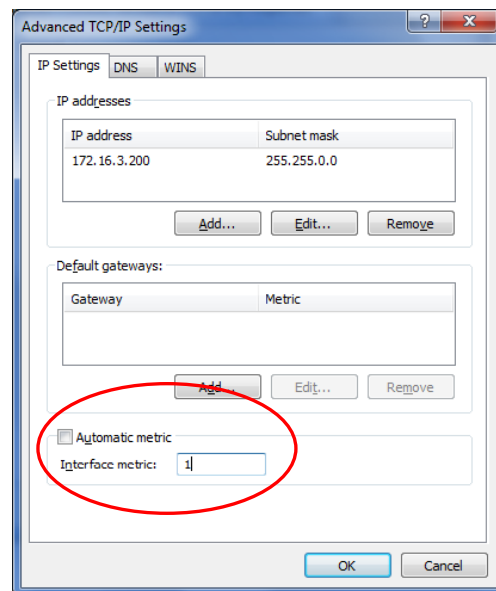 Advanced TCP/IP Settings
?
X
IP Settings DNS WINS
IP addresses
IP address Subnet mask
172.16.3.200 255.255.0.0
Add... Edit... Remove
Default gateways:
Gateway Metric
Add... Edit... Remove
Automatic metric
Interface metric: 1
OK Cancel